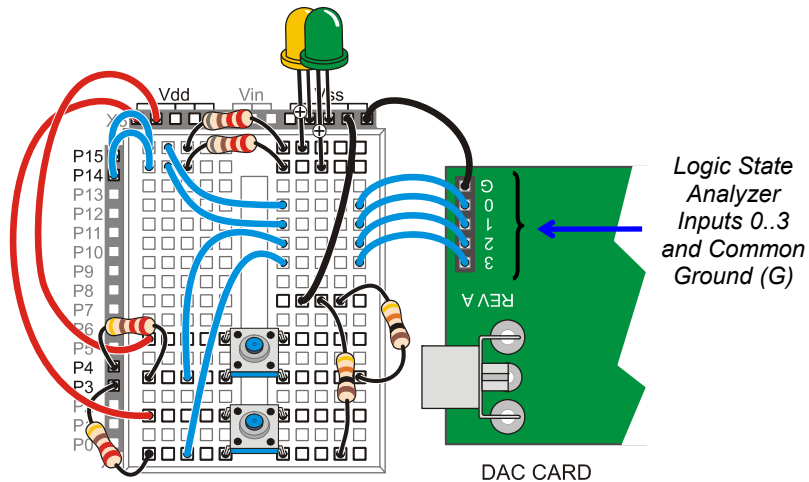 Vdd
Vin
Vss
X3
P15
P14
P13
P12
P11
P10
P9
P8
P7
P6
P5
P4
P3
P0
+
+
G
0
1
2
3
REV A
Logic State
Analyzer
Inputs 0..3
and Common
Ground (G)
DAC CARD